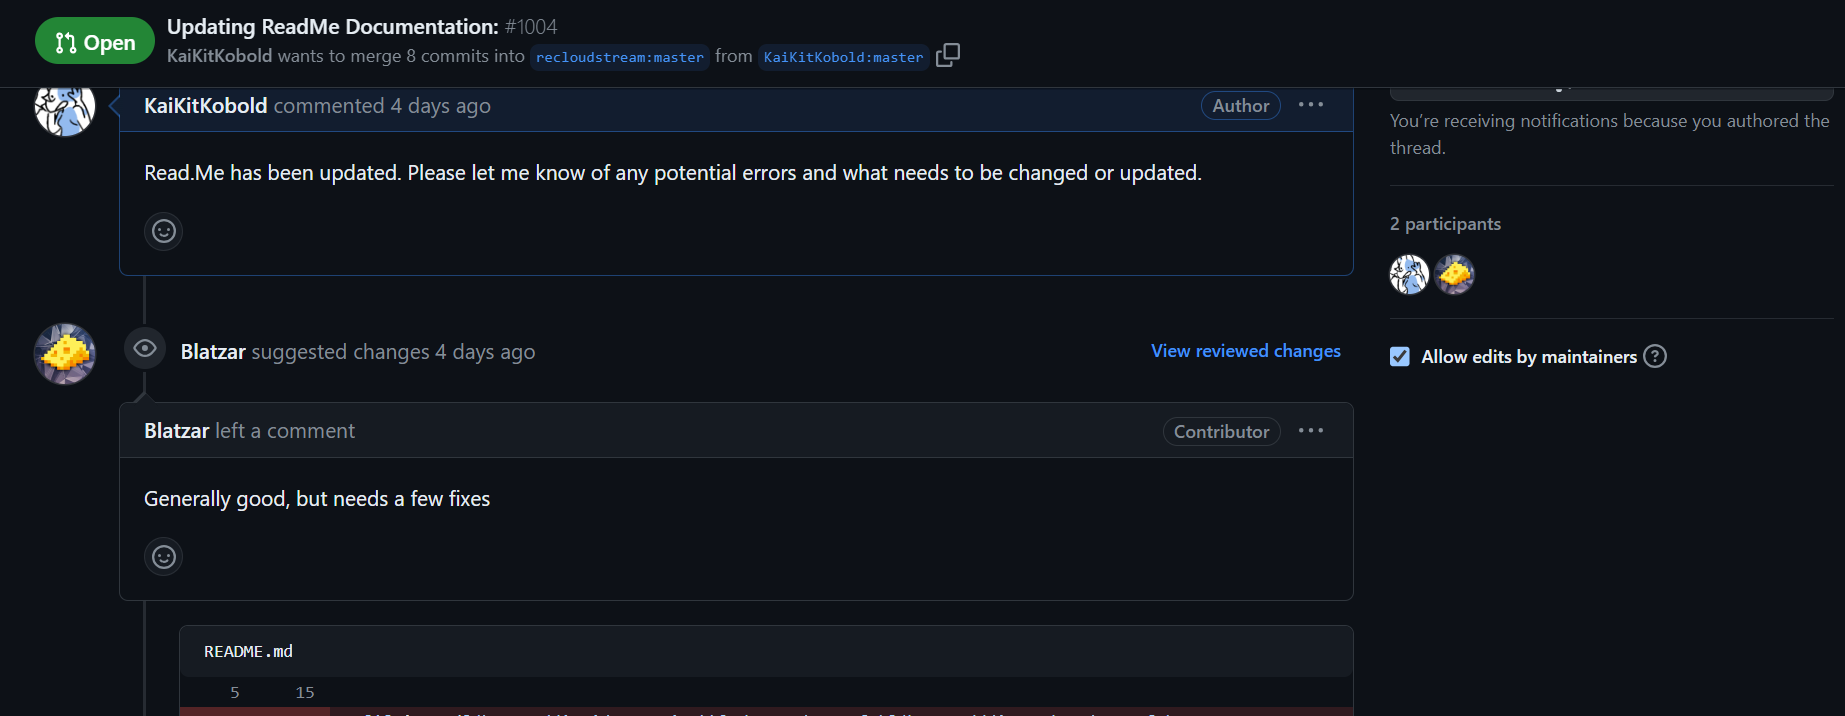 Open
Updating ReadMe Documentation: #1004
KaiKitKobold wants to merge 8 commits into recloudstream:master from KaiKitKobold:master
KaiKitKobold commented 4 days ago
Author
Read.Me has been updated. Please let me know of any potential errors and what needs to be changed or updated.
Blatzar suggested changes 4 days ago
View reviewed changes
Blatzar left a comment
Contributor
Generally good, but needs a few fixes
README.md
5 15
You’re receiving notifications because you authored the
thread.
2 participants
Allow edits by maintainers